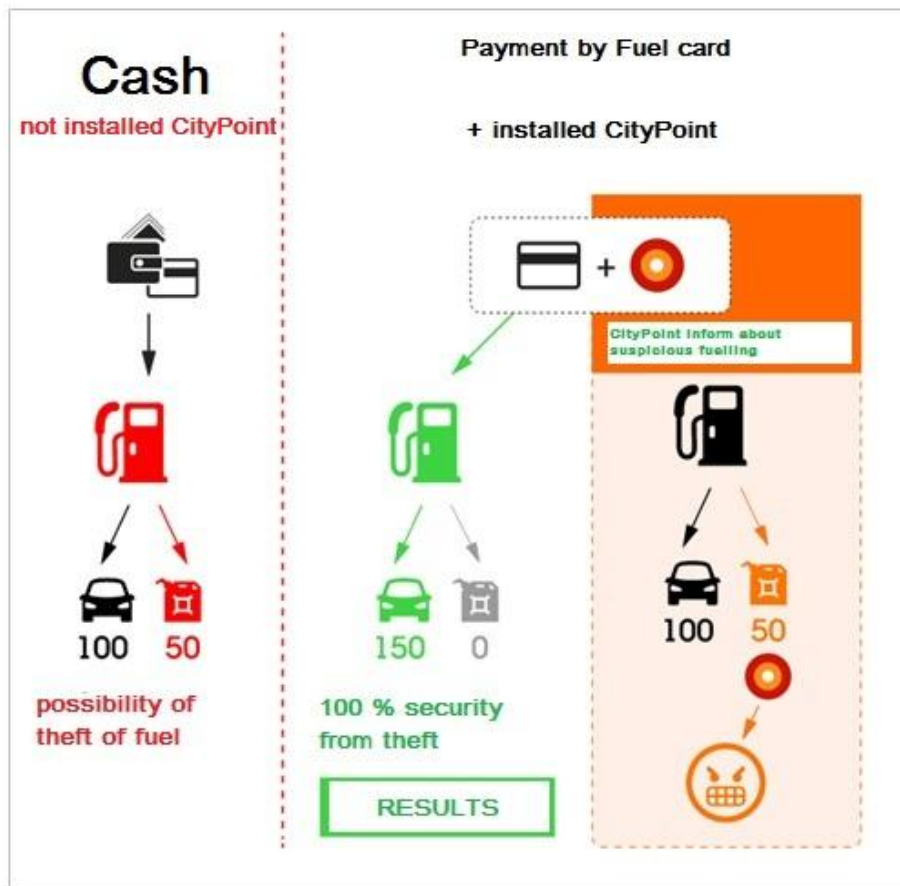 Cash
not installed CityPoint
Payment by Fuel card
+ installed CityPoint
+
CityPoint inform about
suspicious fuelling
100
50
150
0
100
50
possibility of
theft of fuel
100 % security
from theft
RESULTS